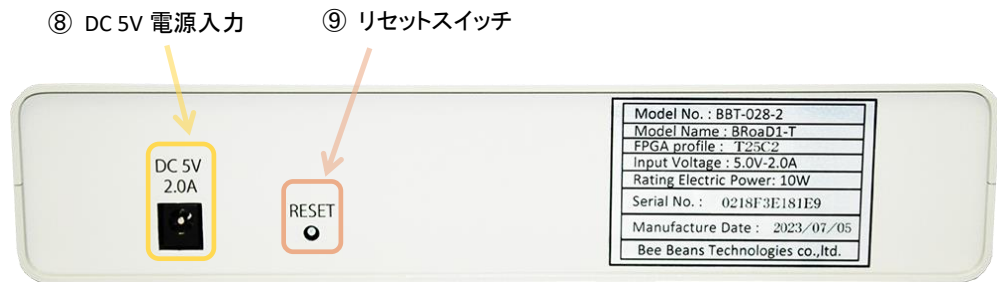 ⑧ DC 5V 電源入力
⑨ リセットスイッチ
DC 5V
2.0A
RESET
Model No. : BBT-028-2
Model Name : BRoaD1-T
FPGA profile : T25C2
Input Voltage : 5.0V-2.0A
Rating Electric Power: 10W
Serial No. : 0218F3E181E9
Manufacture Date : 2023/07/05
Bee Beans Technologies co.,ltd.